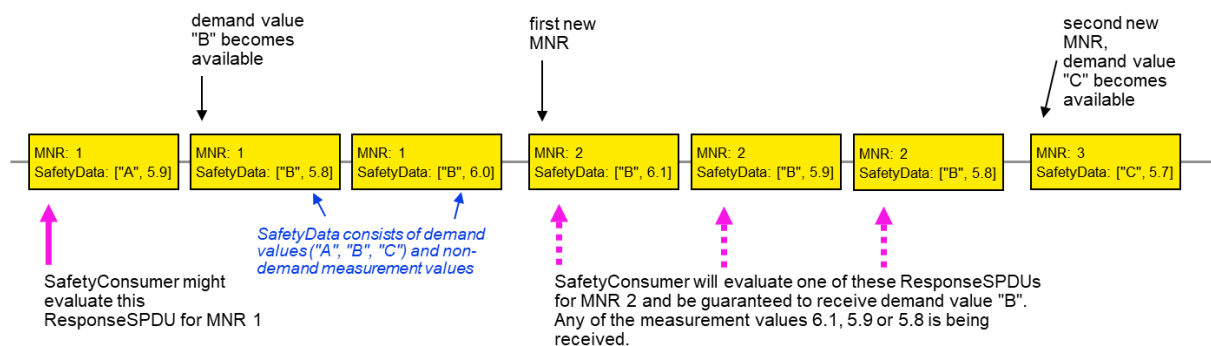 demand value
"B" becomes
available
first new
MNR
second new
MNR,
demand value
"C" becomes
available
MNR: 1
SafetyData: ["A", 5.9]
MNR: 1
SafetyData: ["B", 5.8]
MNR: 1
SafetyData: ["B", 6.0]
MNR: 2
SafetyData: ["B", 6.1]
MNR: 2
SafetyData: ["B", 5.9]
MNR: 2
SafetyData: ["B", 5.8]
MNR: 3
SafetyData: ["C", 5.7]
SafetyData consists of demand
values ("A", "B", "C") and non-
demand measurement values
SafetyConsumer might
evaluate this
ResponseSPDU for MNR 1
SafetyConsumer will evaluate one of these ResponseSPDUs
for MNR 2 and be guaranteed to receive demand value "B".
Any of the measurement values 6.1, 5.9 or 5.8 is being
received.